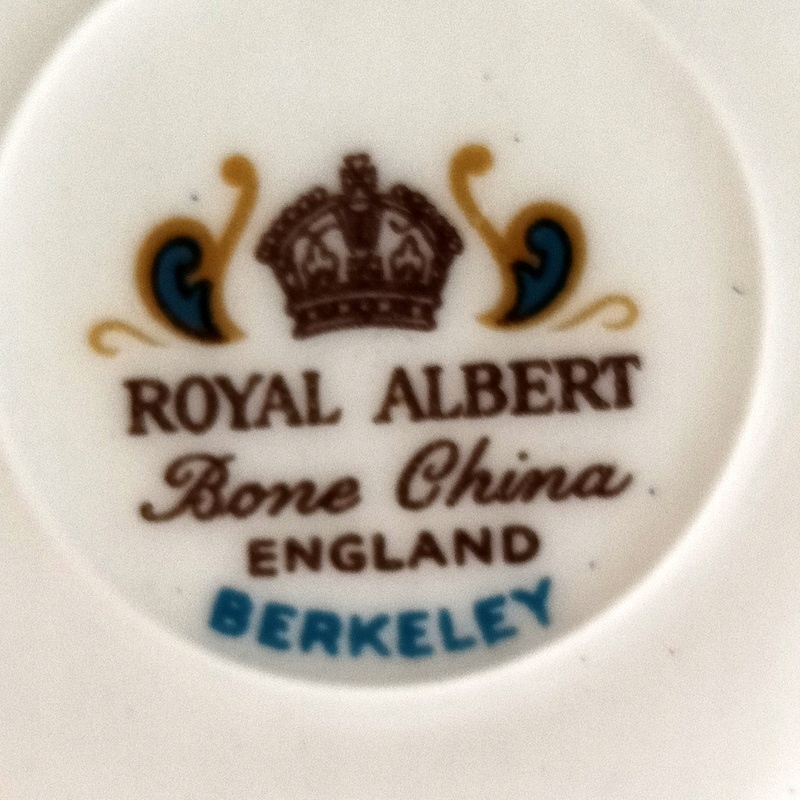 ROYAL ALBERT
Bone China
ENGLAND
BERKELEY